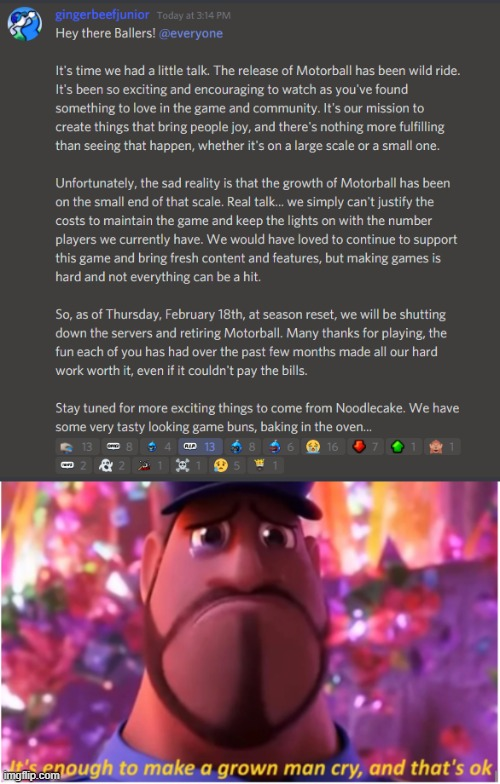 gingerbeefjunior Today at 3:14 PM
Hey there Ballers! @everyone
It's time we had a little talk. The release of Motorball has been wild ride.
It's been so exciting and encouraging to watch as you've found
something to love in the game and community. It's our mission to
create things that bring people joy, and there's nothing more fulfilling
than seeing that happen, whether it's on a large scale or a small one.
Unfortunately, the sad reality is that the growth of Motorball has been
on the small end of that scale. Real talk... we simply can't justify the
costs to maintain the game and keep the lights on with the number
players we currently have. We would have loved to continue to support
this game and bring fresh content and features, but making games is
hard and not everything can be a hit.
So, as of Thursday, February 18th, at season reset, we will be shutting
down the servers and retiring Motorball. Many thanks for playing, the
fun each of you has had over the past few months made all our hard
work worth it, even if it couldn't pay the bills.
Stay tuned for more exciting things to come from Noodlecake. We have
some very tasty looking game buns, baking in the oven...
13 8 4 13 8 6 16 7 1 1
2 2 1 1 5 1
It's enough to make a grown man cry, and that's ok
imgflip.com